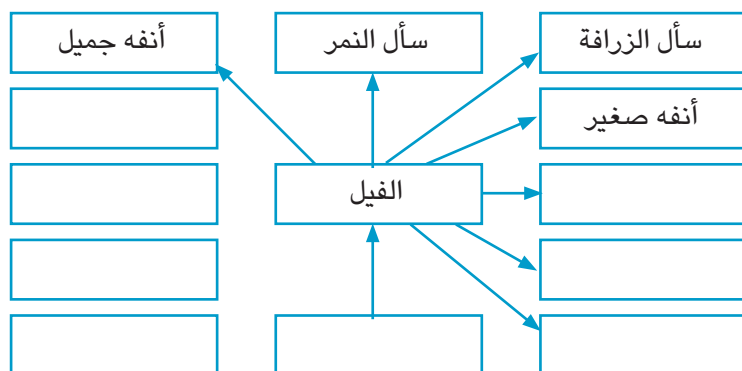 سأل الزرافة
سأل النمر
أنفه جميل
أنفه صغير
الفيل